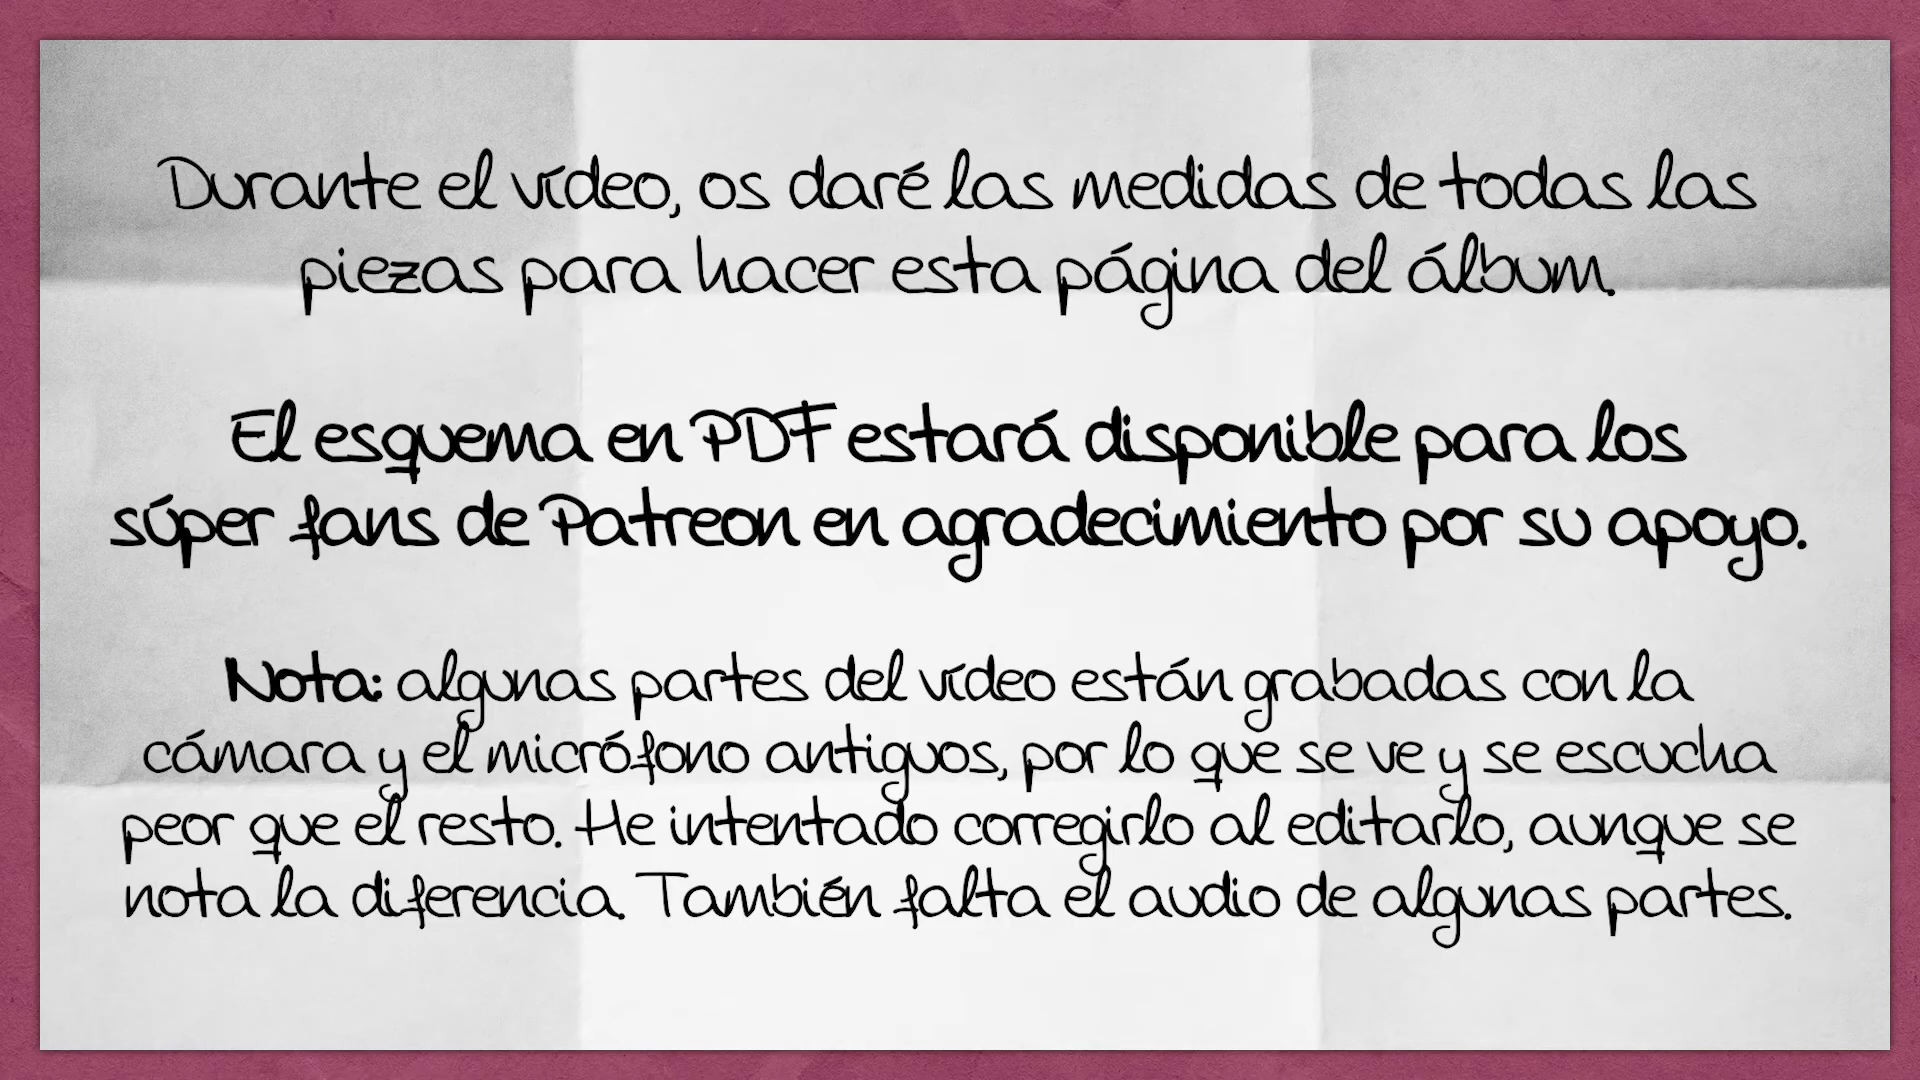 Durante el vídeo, os daré las medidas de todas las
piezas para hacer esta página del álbum.
El esquema en PDF estará disponible para los
súper fans de Patreon en agradecimiento por su apoyo.
Nota: algunas partes del vídeo están grabadas con la
cámara y el micrófono antiguos, por lo que se ve y se escucha
peor que el resto. He intentado corregirlo al editarlo, aunque se
nota la diferencia. También falta el audio de algunas partes.